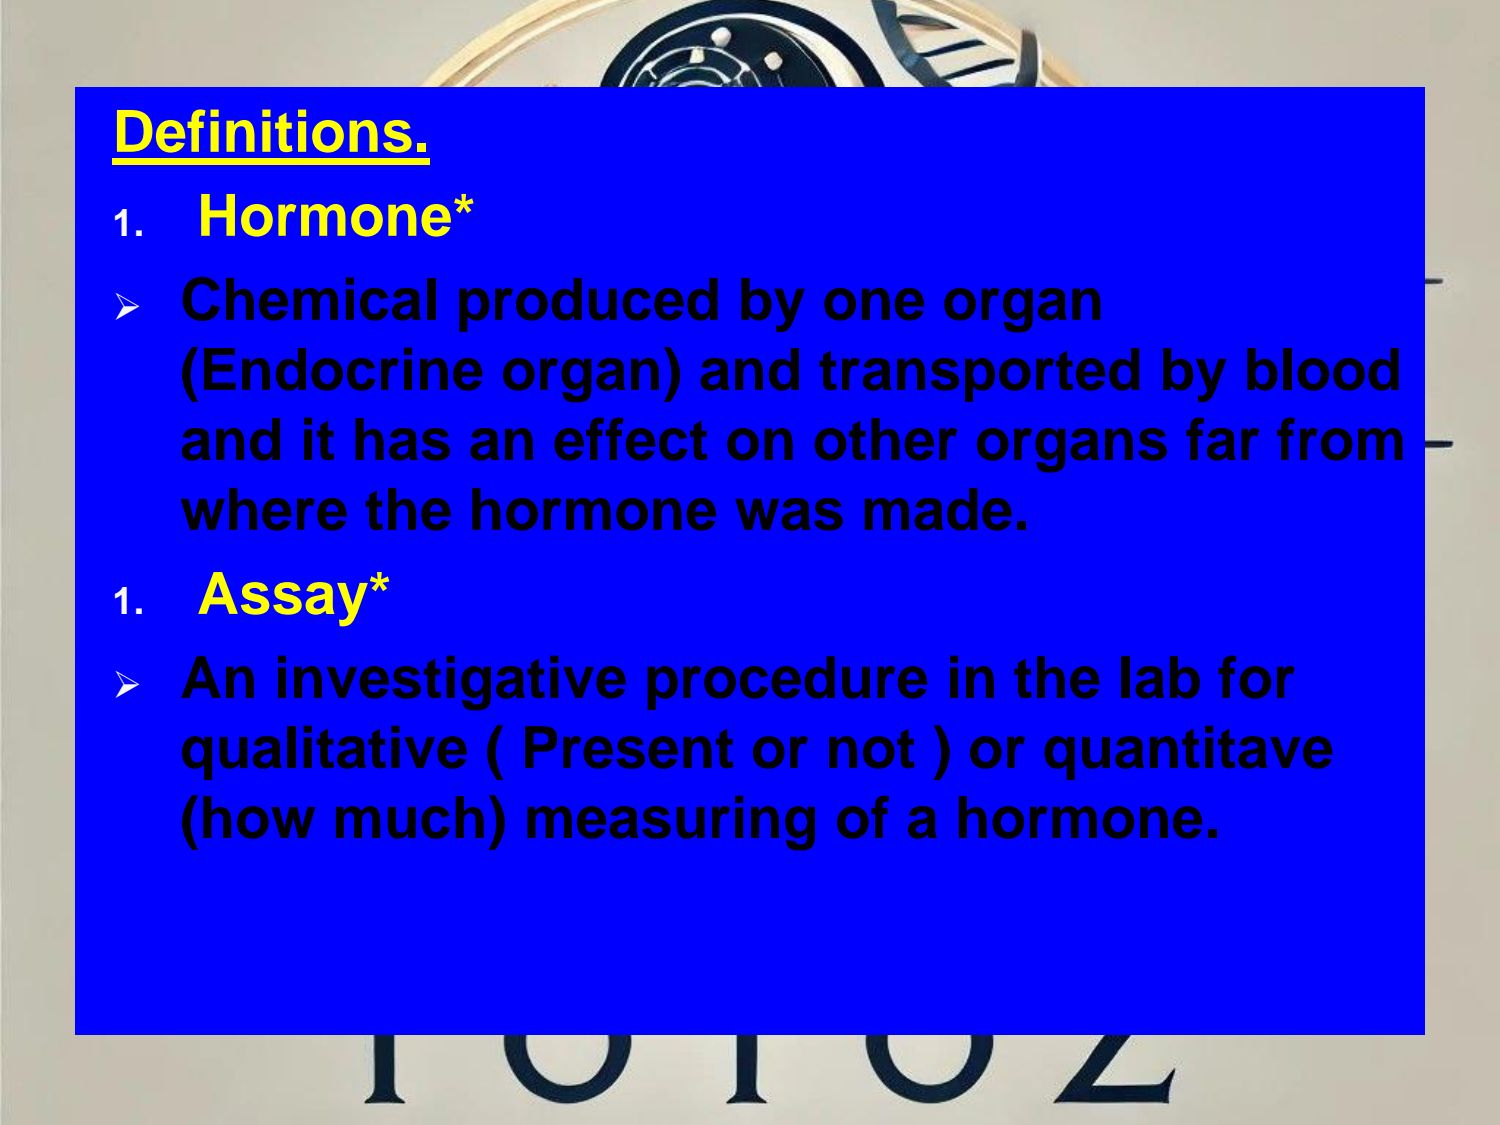 Definitions.
1. Hormone*
➢ Chemical produced by one organ
(Endocrine organ) and transported by blood
and it has an effect on other organs far from
where the hormone was made.
1. Assay*
➢ An investigative procedure in the lab for
qualitative ( Present or not ) or quantitave
(how much) measuring of a hormone.